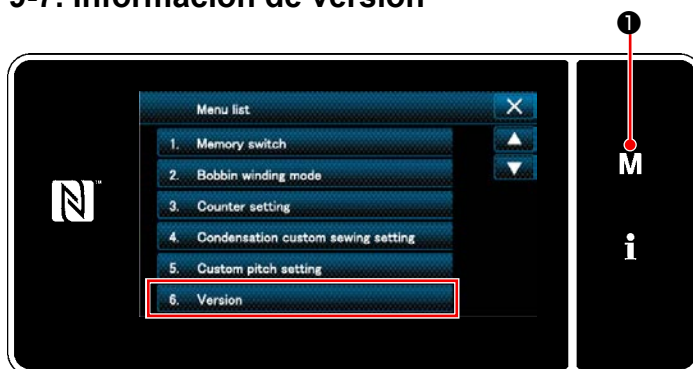 9-7. Información de versión
❶
Menu list
1. Memory switch
2. Bobbin winding mode
3. Counter setting
4. Condensation custom sewing setting
5. Custom pitch setting
6. Version
M
i
N
™